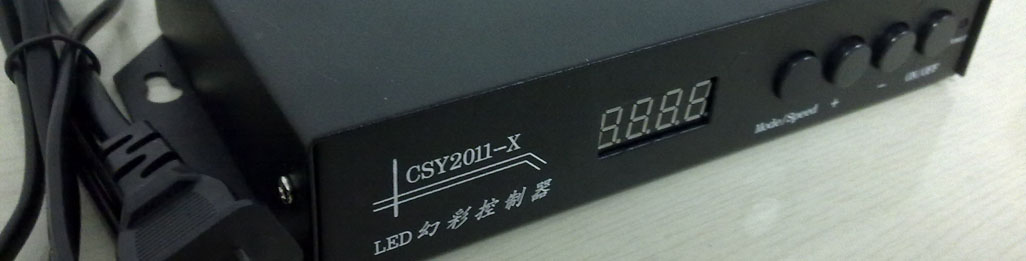 CSY2011-X
LED幻彩控制器
Mode/Speed + - ON/OFF